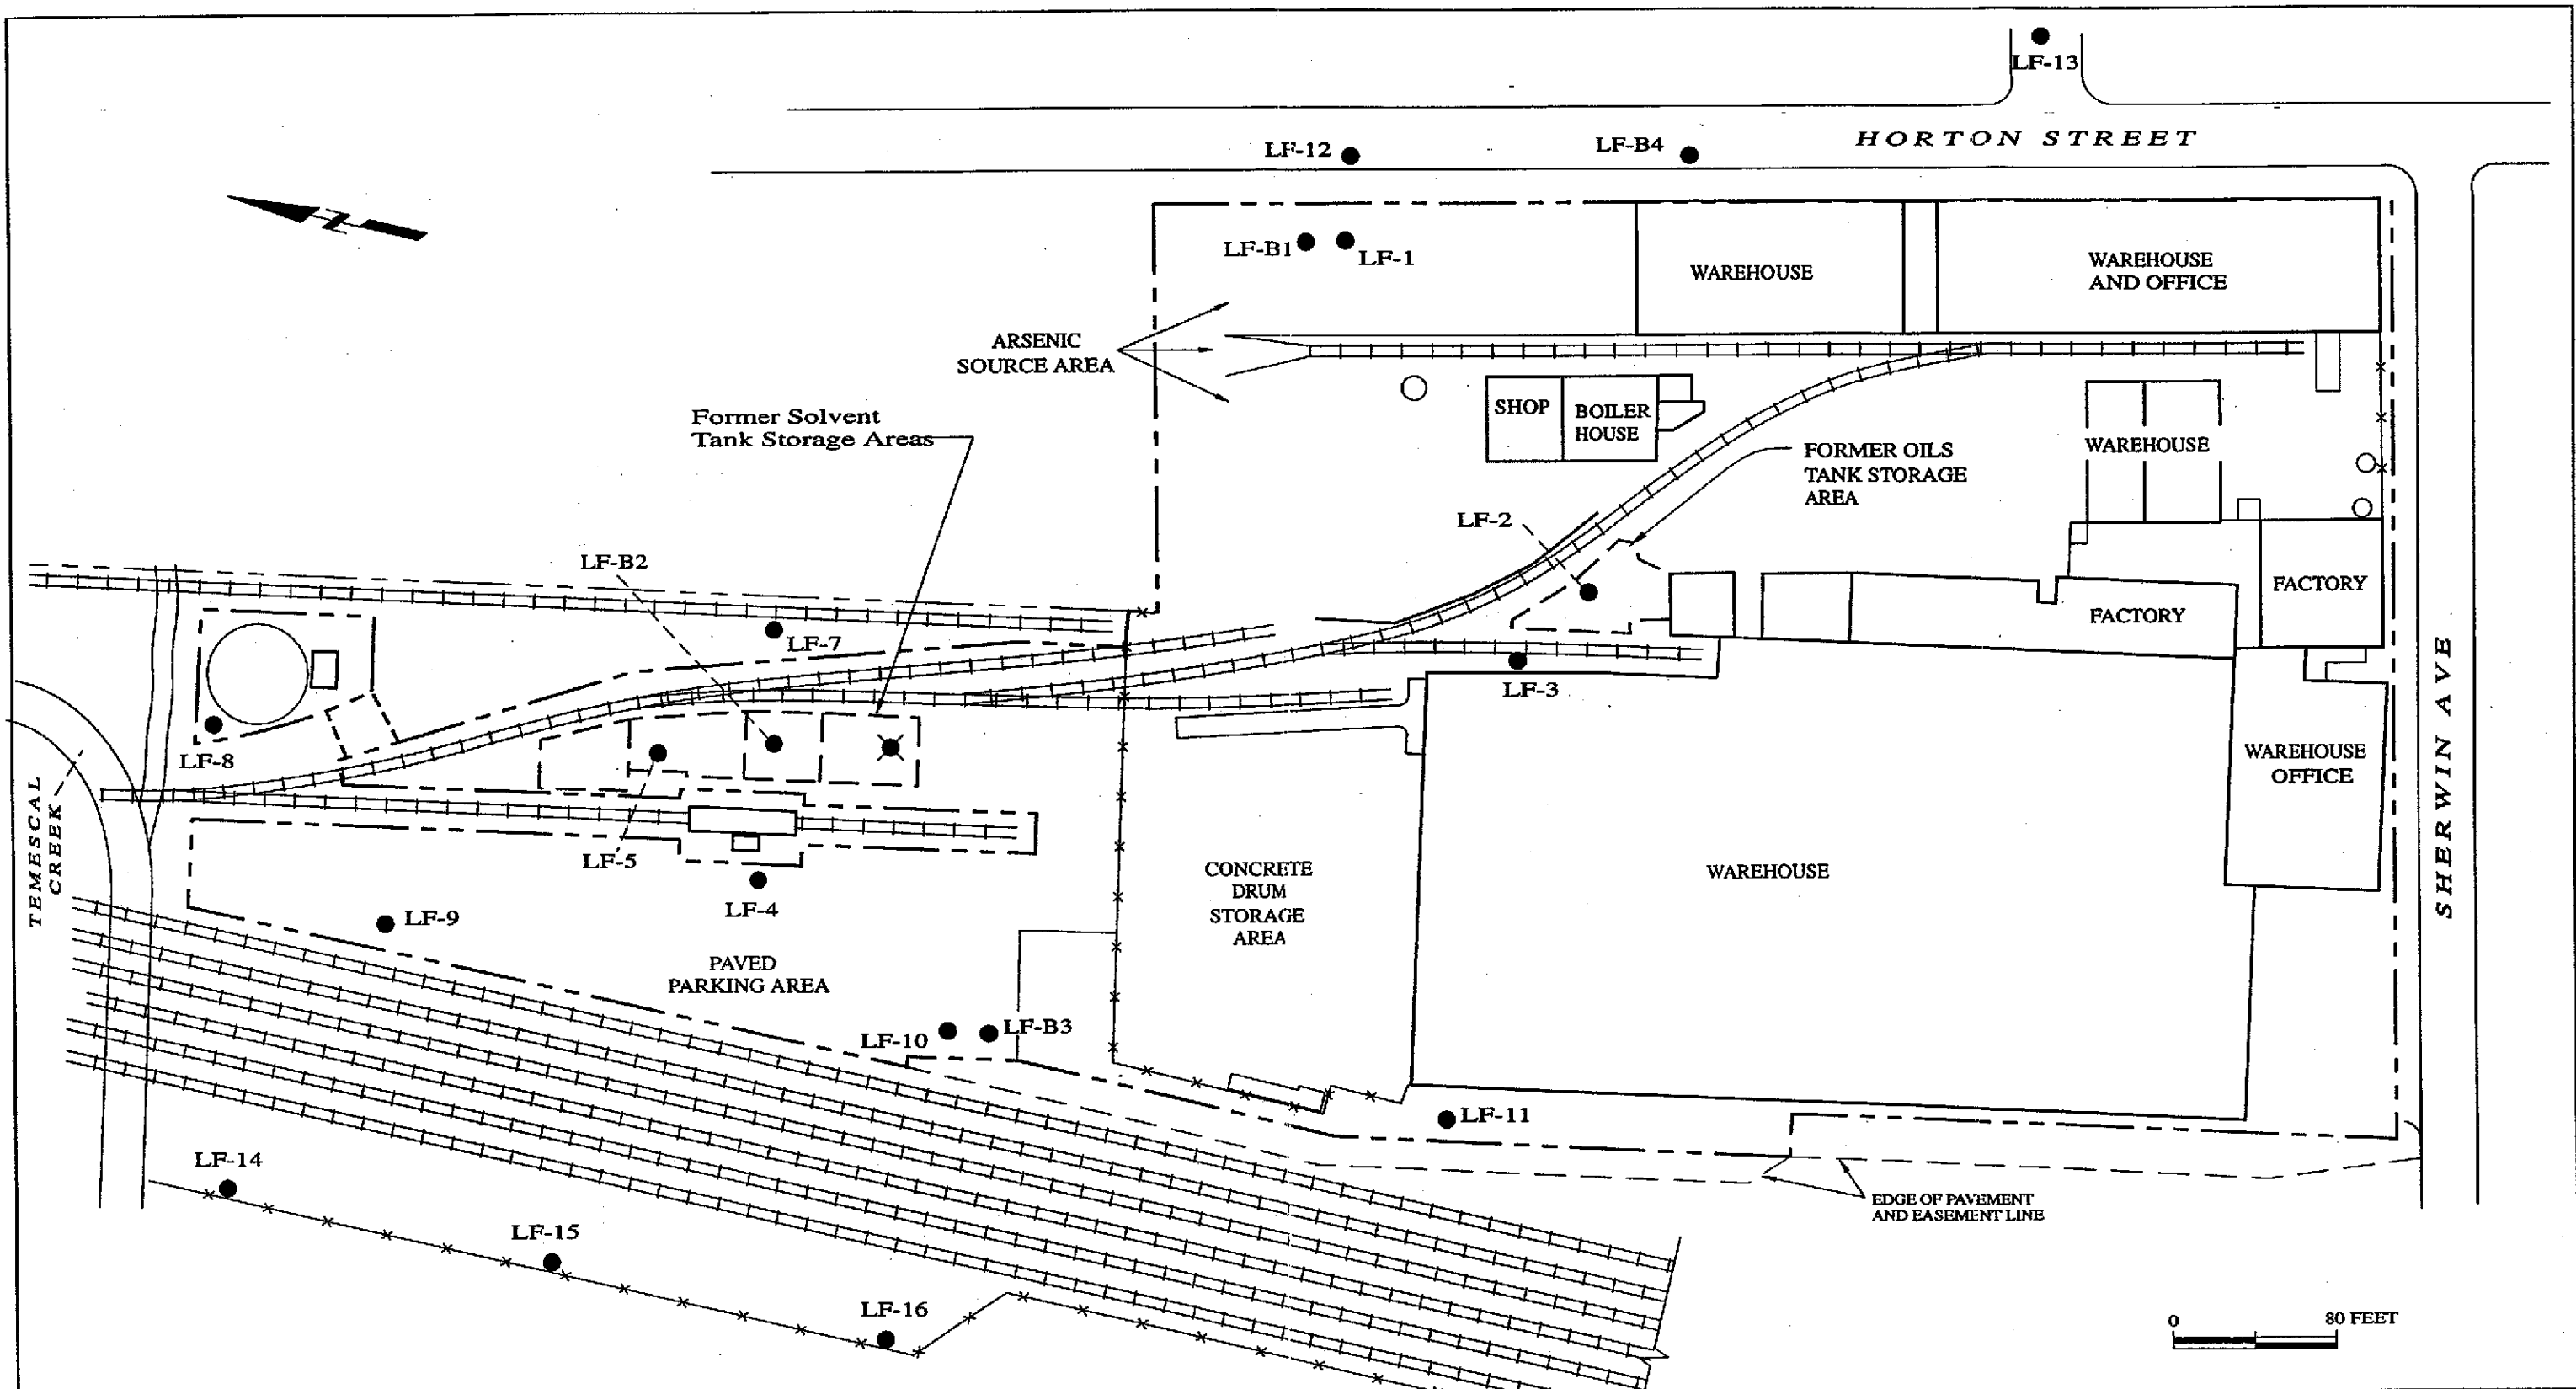 LF-13
HORTON STREET
LF-12
LF-B4
N
LF-B1
LF-1
WAREHOUSE
WAREHOUSE
AND OFFICE
ARSENIC
SOURCE AREA
Former Solvent
Tank Storage Areas
SHOP
BOILER
HOUSE
FORMER OILS
TANK STORAGE
AREA
WAREHOUSE
LF-2
LF-B2
FACTORY
FACTORY
LF-7
LF-3
LF-8
SHERWIN AVE
WAREHOUSE
OFFICE
TEMESCAL
CREEK
LF-5
LF-4
LF-9
CONCRETE
DRUM
STORAGE
AREA
WAREHOUSE
PAVED
PARKING AREA
LF-10
LF-B3
LF-11
LF-14
EDGE OF PAVEMENT
AND EASEMENT LINE
LF-15
LF-16
0
80 FEET